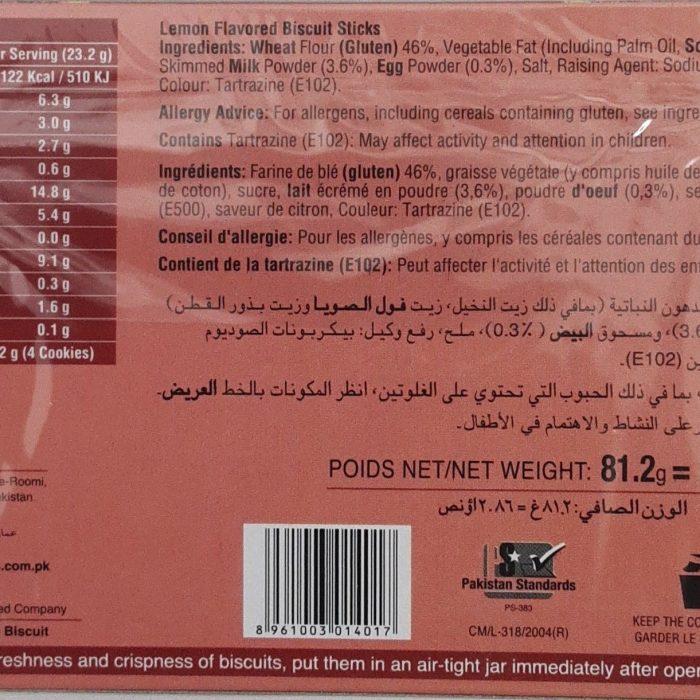 r Serving (23.2 g)
122 Kcal / 510 KJ
6.3 g
3.0 g
2.7 g
0.6 g
14.8 g
5.4 g
0.0 g
9.1 g
0.3 g
1.6 g
0.1 g
2 g (4 Cookies)
Lemon Flavored Biscuit Sticks
Ingredients: Wheat Flour (Gluten) 46%, Vegetable Fat (Including Palm Oil, So
Skimmed Milk Powder (3.6%), Egg Powder (0.3%), Salt, Raising Agent: Sodiu
Colour: Tartrazine (E102).
Allergy Advice: For allergens, including cereals containing gluten, see ingre
Contains Tartrazine (E102): May affect activity and attention in children.
Ingrédients: Farine de blé (gluten) 46%, graisse végétale (y compris huile de
de coton), sucre, lait écrémé en poudre (3,6%), poudre d'oeuf (0,3%), se
(E500), saveur de citron, Couleur: Tartrazine (E102).
Conseil d'allergie: Pour les allergènes, y compris les céréales contenant du
Contient de la tartrazine (E102): Peut affecter l'activité et l'attention des en
دهون النباتية (بمافي ذلك زيت النخيل، زيت فول الصويا وزيت بذور القطن)
(3.6، ومسحوق البيض (0.3٪)، ملح، رفع وكيل: بيكربونات الصوديوم
ين (E102).
بما في ذلك الحبوب التي تحتوي على الغلوتين، انظر المكونات بالخط العريض.
على النشاط والاهتمام في الأطفال.
POIDS NET/NET WEIGHT: 81.2g =
الوزن الصافي: ٨١.٢غ = ٢.٨٦ اؤنص
e-Roomi,
kistan
.com.pk
ed Company
Biscuit
8 961003 014017
PS
Pakistan Standards
PS-383
CM/L-318/2004(R)
KEEP THE CO
GARDER LE
reshness and crispness of biscuits, put them in an air-tight jar immediately after oper